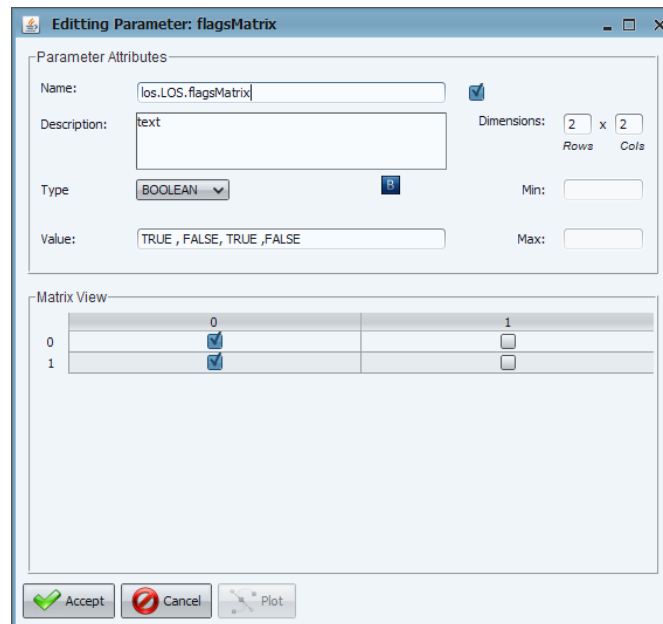 Editting Parameter: flagsMatrix
Parameter Attributes
Name: los.LOS.flagsMatrix
Description: text
Dimensions: 2 x 2
Rows Cols
Type BOOLEAN B Min:
Value: TRUE , FALSE, TRUE ,FALSE Max:
Matrix View
0 1
0
1
Accept Cancel Plot